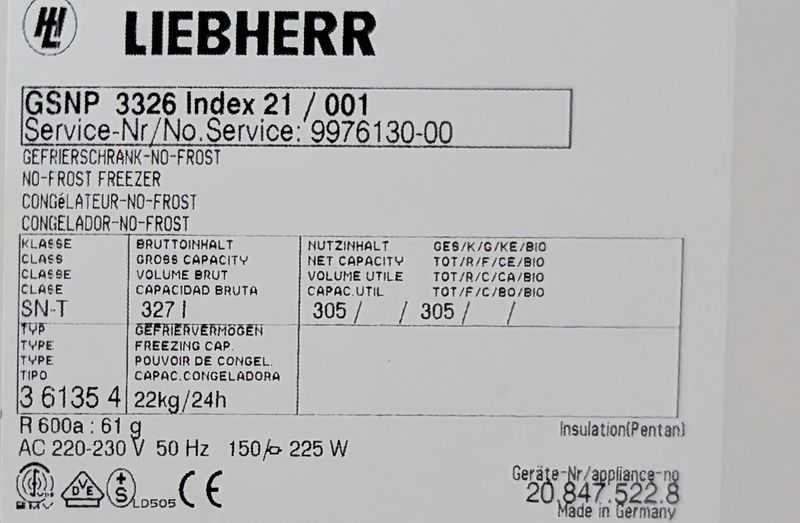 LIEBHERR
GSNP 3326 Index 21 / 001
Service-Nr/No.Service: 9976130-00
GEFRIERSCHRANK-NO-FROST
NO-FROST FREEZER
CONGéLATEUR-NO-FROST
CONGELADOR-NO-FROST
KLASSE BRUTTOINHALT NUTZINHALT GES/K/G/KE/BIO
CLASS GROSS CAPACITY NET CAPACITY TOT/R/F/CE/BIO
CLASSE VOLUME BRUT VOLUME UTILE TOT/R/C/CA/BIO
CLASE CAPACIDAD BRUTA CAPAC.UTIL TOT/F/C/BO/BIO
SN-T 327 l 305 / / 305 / /
TYP GEFRIERVERMÖGEN
TYPE FREEZING CAP.
TYPE POUVOIR DE CONGEL.
TIPO CAPAC.CONGELADORA
3 6135 4 22kg/24h
R 600a : 61 g Insulation(Pentan)
AC 220-230 V 50 Hz 150/ 225 W
Geräte-Nr/appliance-no
DVE S LD505 CE 20.847.522.8
EMV Made in Germany